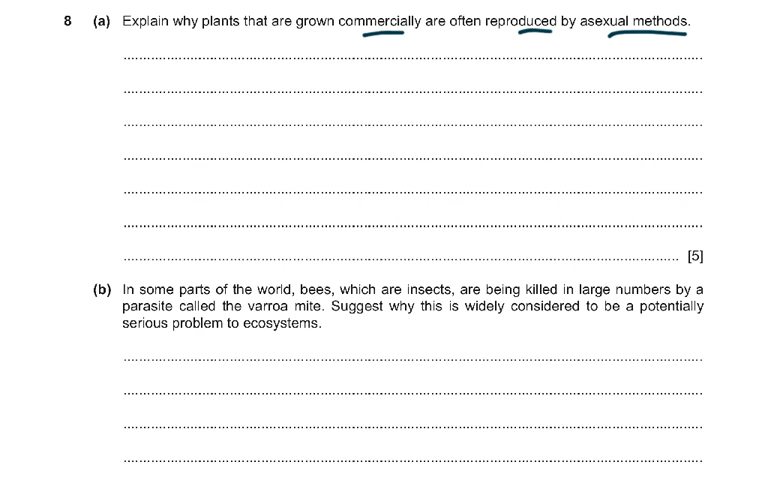 8 (a) Explain why plants that are grown commercially are often reproduced by asexual methods.
[5]
(b) In some parts of the world, bees, which are insects, are being killed in large numbers by a
parasite called the varroa mite. Suggest why this is widely considered to be a potentially
serious problem to ecosystems.